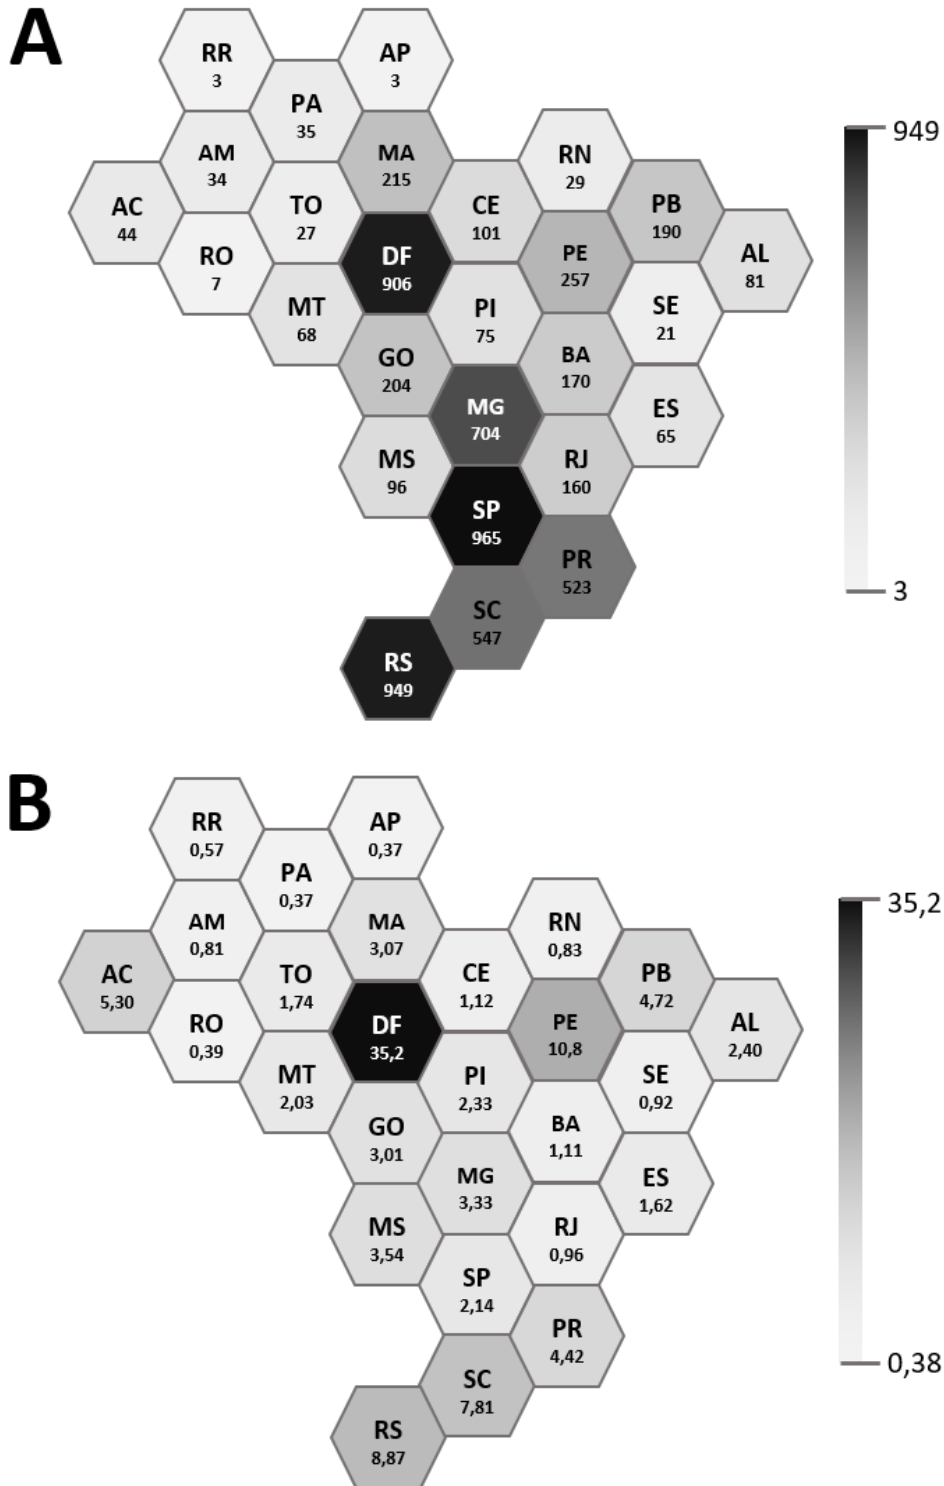 A
RR
3
AP
3
PA
35
AM
34
MA
215
RN
29
AC
44
TO
27
CE
101
PB
190
RO
7
DF
906
PE
257
AL
81
MT
68
PI
75
SE
21
GO
204
BA
170
MG
704
ES
65
MS
96
RJ
160
SP
965
PR
523
SC
547
RS
949
949
3
B
RR
0,57
AP
0,37
PA
0,37
AM
0,81
MA
3,07
RN
0,83
AC
5,30
TO
1,74
CE
1,12
PB
4,72
RO
0,39
DF
35,2
PE
10,8
AL
2,40
MT
2,03
PI
2,33
SE
0,92
GO
3,01
BA
1,11
MG
3,33
ES
1,62
MS
3,54
RJ
0,96
SP
2,14
PR
4,42
SC
7,81
RS
8,87
35,2
0,38